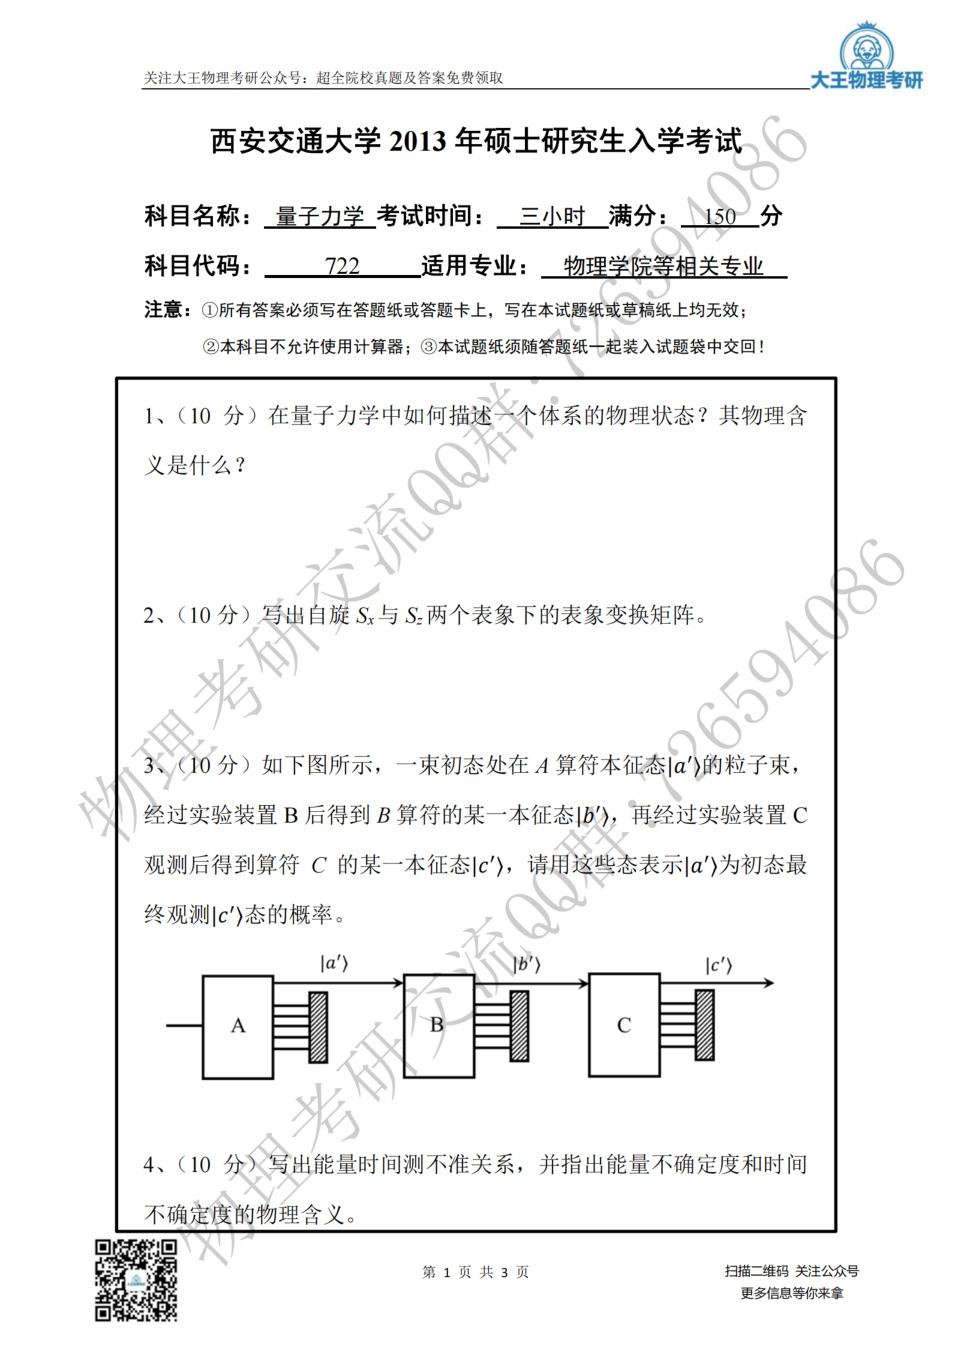 关注大王物理考研公众号：超全院校真题及答案免费领取
大王物理考研
西安交通大学 2013 年硕士研究生入学考试
科目名称： 量子力学 考试时间： 三小时 满分： 150 分
科目代码： 722 适用专业： 物理学院等相关专业
注意：①所有答案必须写在答题纸或答题卡上，写在本试题纸或草稿纸上均无效；
②本科目不允许使用计算器；③本试题纸须随答题纸一起装入试题袋中交回！
1、（10 分）在量子力学中如何描述一个体系的物理状态？其物理含
义是什么？
2、（10 分）写出自旋 Sx 与 Sz 两个表象下的表象变换矩阵。
3、（10 分）如下图所示，一束初态处在 A 算符本征态|a′⟩的粒子束，
经过实验装置 B 后得到 B 算符的某一本征态|b′⟩，再经过实验装置 C
观测后得到算符 C 的某一本征态|c′⟩，请用这些态表示|a′⟩为初态最
终观测|c′⟩态的概率。
|a′⟩ |b′⟩ |c′⟩
A B C
4、（10 分）写出能量时间测不准关系，并指出能量不确定度和时间
不确定度的物理含义。
物理考研交流QQ群：726594086
物理考研交流QQ群：726594086
大王物理考研
第 1 页 共 3 页
扫描二维码 关注公众号
更多信息等你来拿